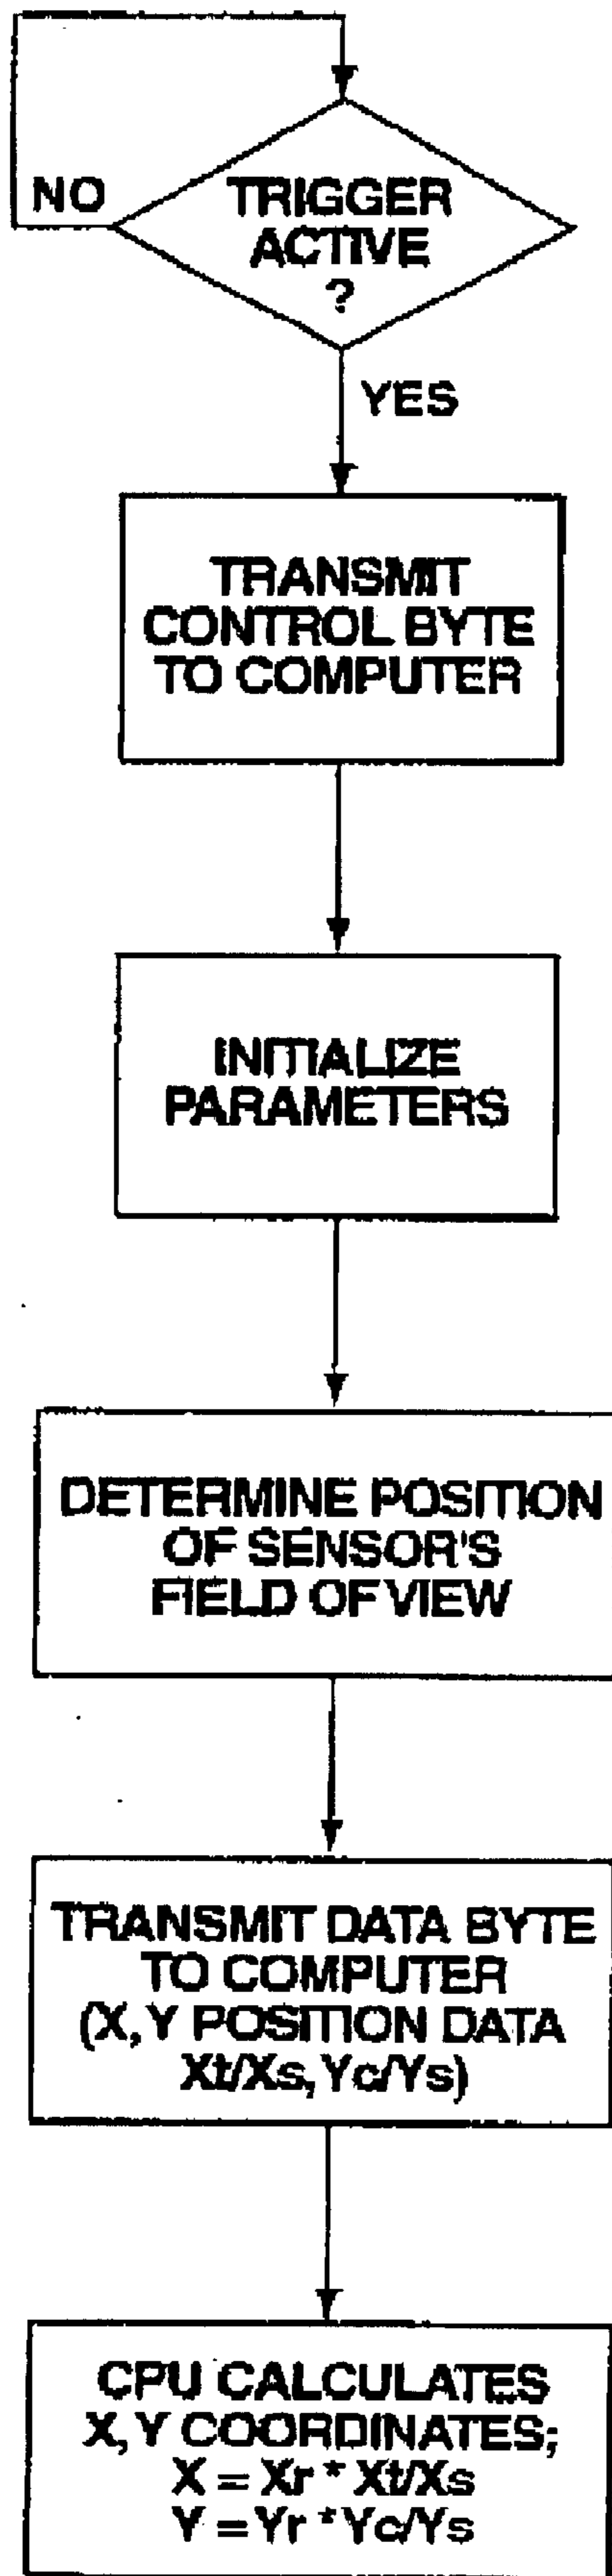 TRIGGER
ACTIVE
?
NO
YES
TRANSMIT
CONTROL BYTE
TO COMPUTER
INITIALIZE
PARAMETERS
DETERMINE POSITION
OF SENSOR'S
FIELD OF VIEW
TRANSMIT DATA BYTE
TO COMPUTER
(X, Y POSITION DATA
Xt/Xs, Yc/Ys)
CPU CALCULATES
X, Y COORDINATES;
X = Xr * Xt/Xs
Y = Yr * Yc/Ys